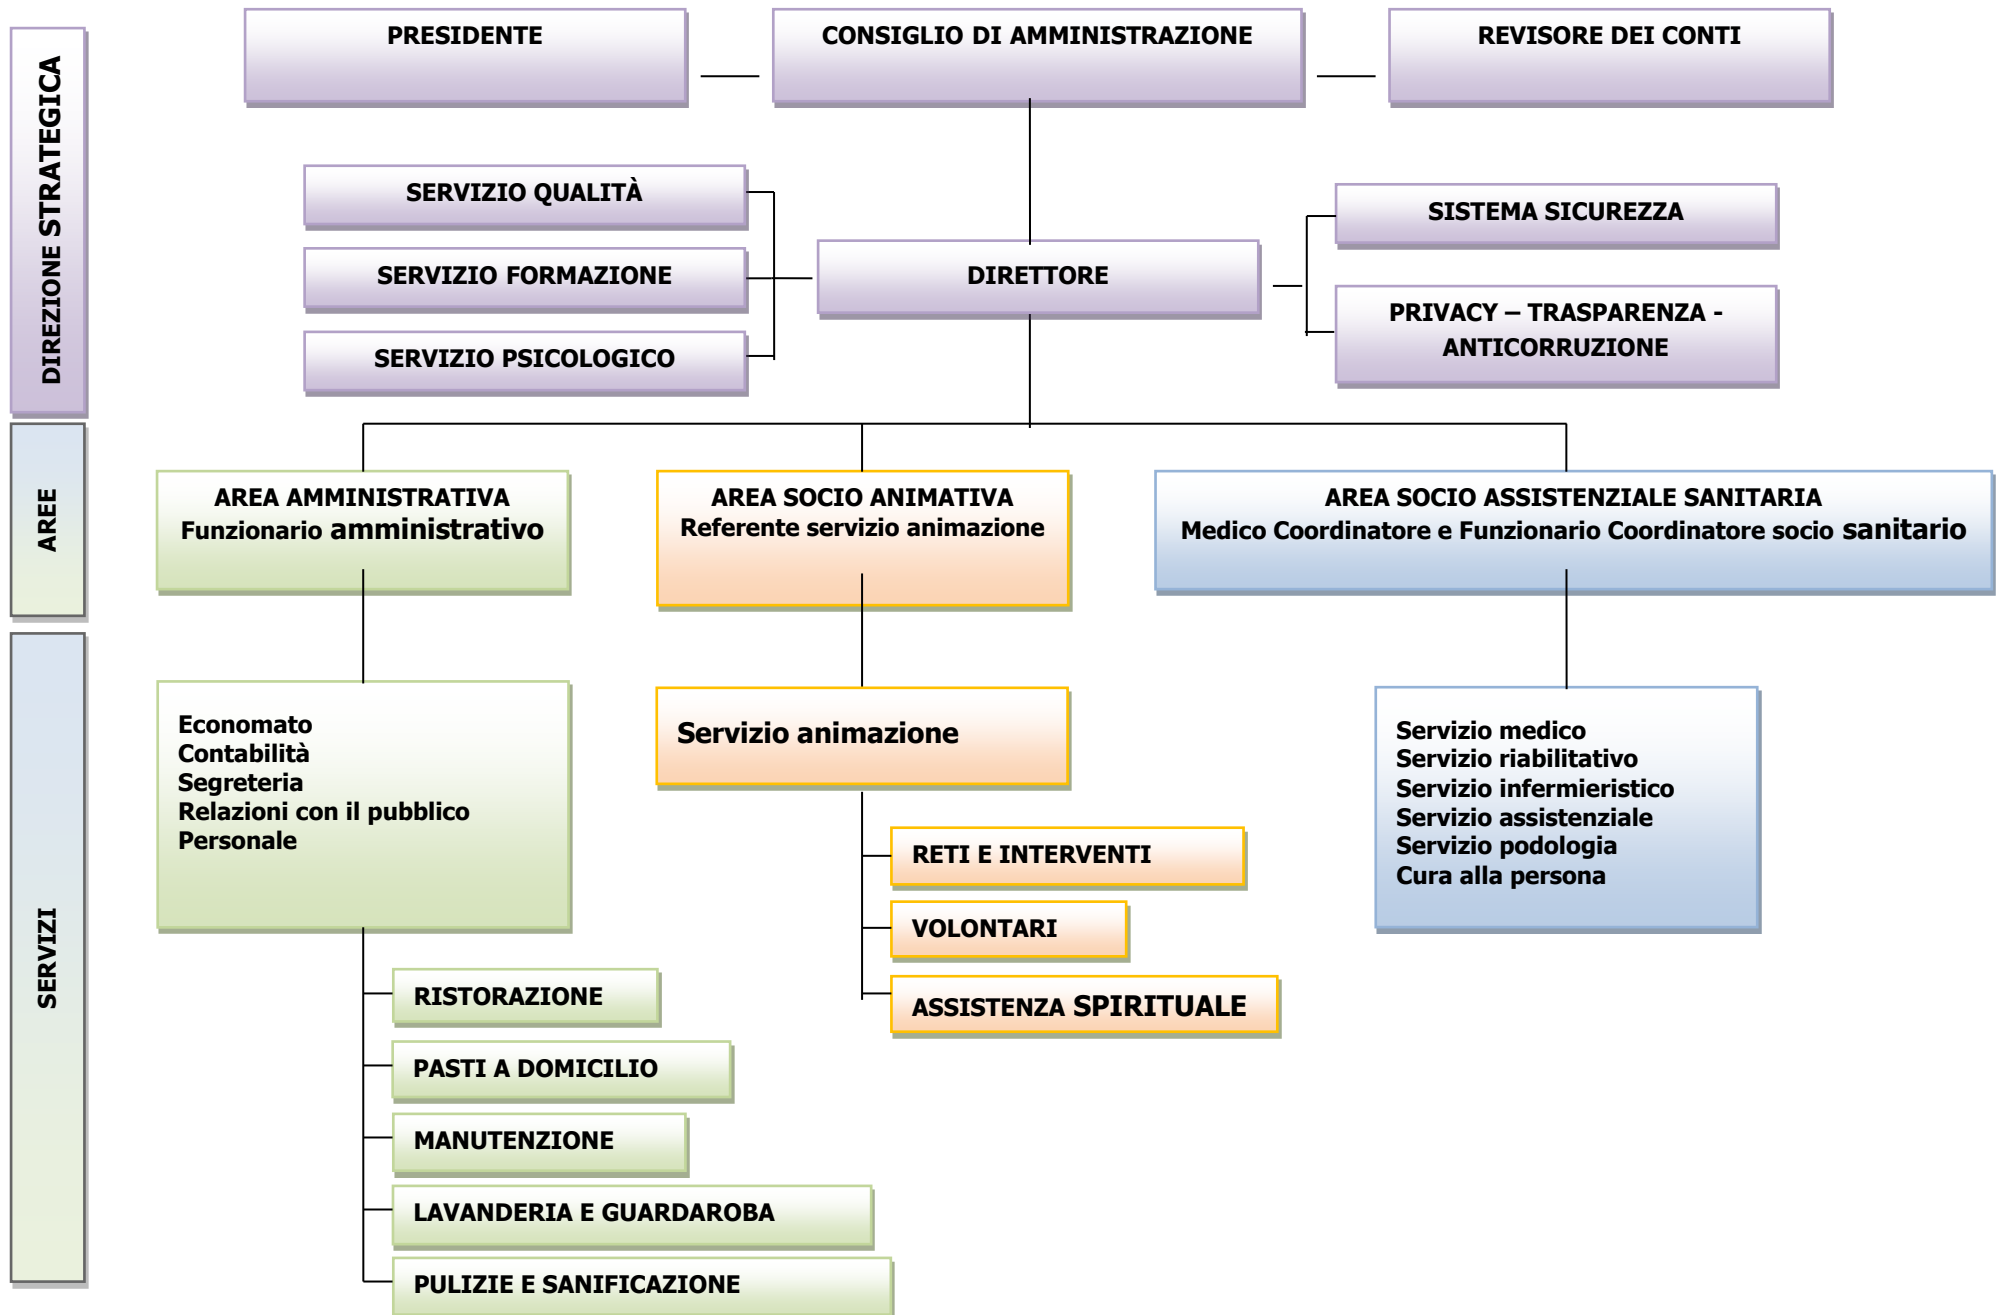 DIREZIONE STRATEGICA
PRESIDENTE
CONSIGLIO DI AMMINISTRAZIONE
REVISORE DEI CONTI
SERVIZIO QUALITÀ
SERVIZIO FORMAZIONE
SERVIZIO PSICOLOGICO
DIRETTORE
SISTEMA SICUREZZA
PRIVACY – TRASPARENZA -
ANTICORRUZIONE
AREE
AREA AMMINISTRATIVA
Funzionario amministrativo
AREA SOCIO ANIMATIVA
Referente servizio animazione
AREA SOCIO ASSISTENZIALE SANITARIA
Medico Coordinatore e Funzionario Coordinatore socio sanitario
SERVIZI
Economato
Contabilità
Segreteria
Relazioni con il pubblico
Personale
RISTORAZIONE
PASTI A DOMICILIO
MANUTENZIONE
LAVANDERIA E GUARDAROBA
PULIZIE E SANIFICAZIONE
Servizio animazione
RETI E INTERVENTI
VOLONTARI
ASSISTENZA SPIRITUALE
Servizio medico
Servizio riabilitativo
Servizio infermieristico
Servizio assistenziale
Servizio podologia
Cura alla persona